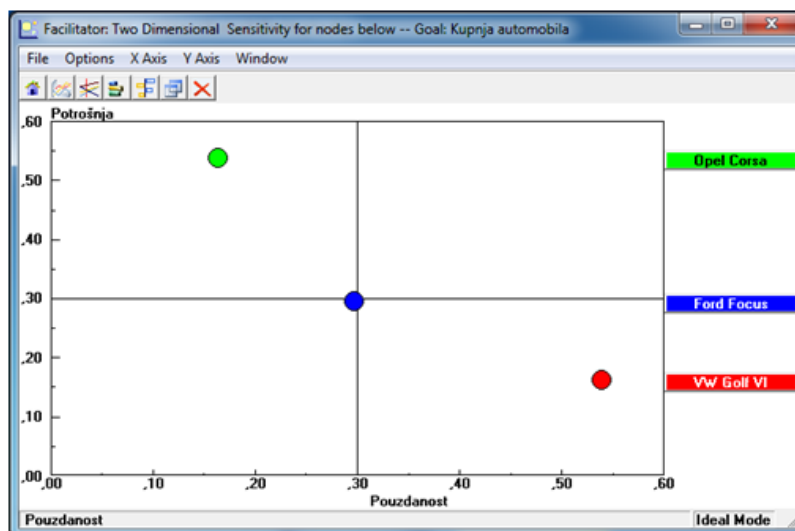 Facilitator: Two Dimensional Sensitivity for nodes below -- Goal: Kupnja automobila
File Options X Axis Y Axis Window
Potrošnja
,60
,50
,40
,30
,20
,10
,00
Opel Corsa
Ford Focus
VW Golf VI
,00 ,10 ,20 ,30 ,40 ,50 ,60
Pouzdanost
Pouzdanost Ideal Mode